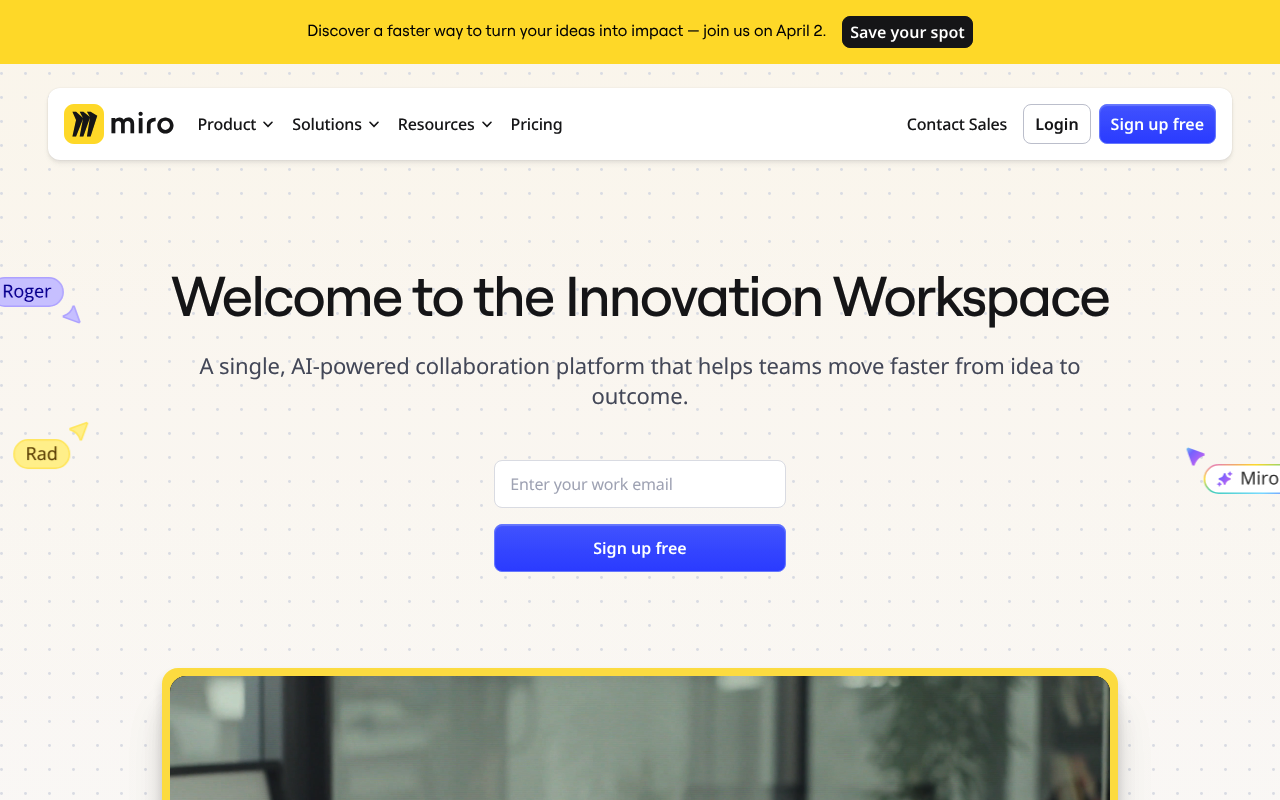 Discover a faster way to turn your ideas into impact — join us on April 2.
Save your spot
miro
Product
Solutions
Resources
Pricing
Contact Sales
Login
Sign up free
Roger
Welcome to the Innovation Workspace
A single, AI-powered collaboration platform that helps teams move faster from idea to
outcome.
Rad
Miro
Enter your work email
Sign up free